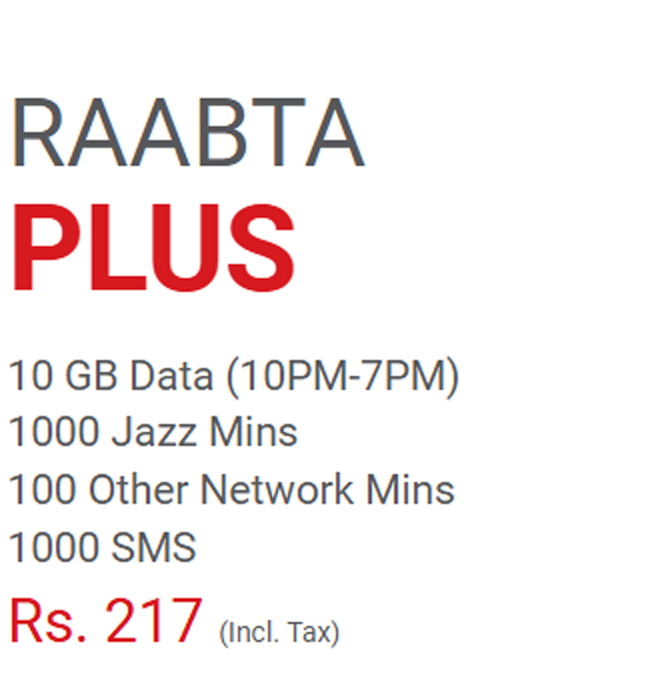 RAABTA
PLUS
10 GB Data (10PM-7PM)
1000 Jazz Mins
100 Other Network Mins
1000 SMS
Rs. 217 (Incl. Tax)